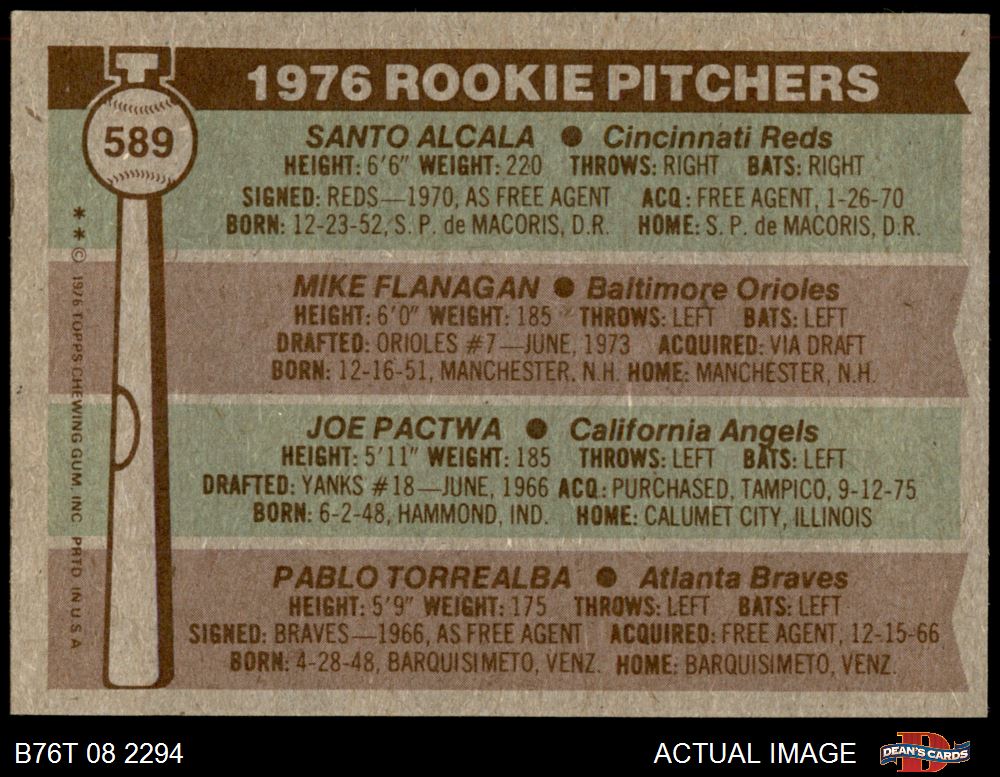 1976 ROOKIE PITCHERS
589
SANTO ALCALA ● Cincinnati Reds
HEIGHT: 6'6" WEIGHT: 220 THROWS: RIGHT BATS: RIGHT
SIGNED: REDS—1970, AS FREE AGENT ACQ: FREE AGENT, 1-26-70
BORN: 12-23-52, S. P. de MACORIS, D.R. HOME: S. P. de MACORIS, D.R.
MIKE FLANAGAN ● Baltimore Orioles
HEIGHT: 6'0" WEIGHT: 185 THROWS: LEFT BATS: LEFT
DRAFTED: ORIOLES #7—JUNE, 1973 ACQUIRED: VIA DRAFT
BORN: 12-16-51, MANCHESTER, N.H. HOME: MANCHESTER, N.H.
JOE PACTWA ● California Angels
HEIGHT: 5'11" WEIGHT: 185 THROWS: LEFT BATS: LEFT
DRAFTED: YANKS #18—JUNE, 1966 ACQ: PURCHASED, TAMPICO, 9-12-75
BORN: 6-2-48, HAMMOND, IND. HOME: CALUMET CITY, ILLINOIS
PABLO TORREALBA ● Atlanta Braves
HEIGHT: 5'9" WEIGHT: 175 THROWS: LEFT BATS: LEFT
SIGNED: BRAVES—1966, AS FREE AGENT ACQUIRED: FREE AGENT, 12-15-66
BORN: 4-28-48, BARQUISIMETO, VENZ. HOME: BARQUISIMETO, VENZ.
** © 1976 TOPPS CHEWING GUM, INC. PRTD. IN U.S.A.
B76T 08 2294
ACTUAL IMAGE
D
DEAN'S CARDS